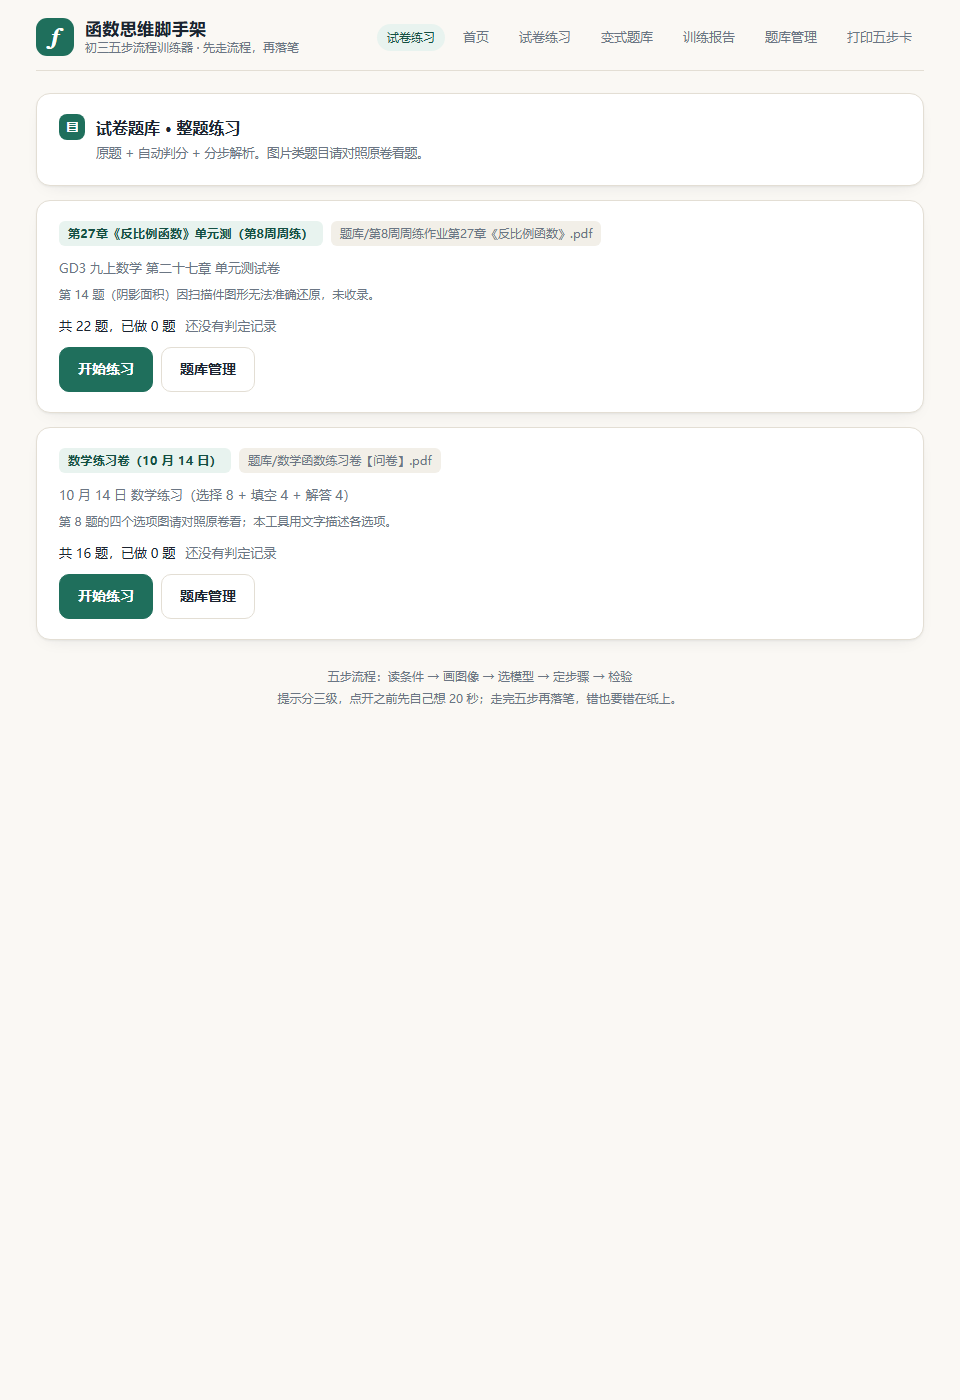 f
函数思维脚手架
初三五步流程训练器 · 先走流程，再落笔
试卷练习 首页 试卷练习 变式题库 训练报告 题库管理 打印五步卡
试卷题库 • 整题练习
原题 + 自动判分 + 分步解析。图片类题目请对照原卷看题。
第27章《反比例函数》单元测（第8周周练） 题库/第8周周练作业第27章《反比例函数》.pdf
GD3 九上数学 第二十七章 单元测试卷
第 14 题（阴影面积）因扫描件图形无法准确还原，未收录。
共 22 题，已做 0 题 还没有判定记录
开始练习 题库管理
数学练习卷（10 月 14 日） 题库/数学函数练习卷【问卷】.pdf
10 月 14 日 数学练习（选择 8 + 填空 4 + 解答 4）
第 8 题的四个选项图请对照原卷看；本工具用文字描述各选项。
共 16 题，已做 0 题 还没有判定记录
开始练习 题库管理
五步流程：读条件 → 画图像 → 选模型 → 定步骤 → 检验
提示分三级，点开之前先自己想 20 秒；走完五步再落笔，错也要错在纸上。